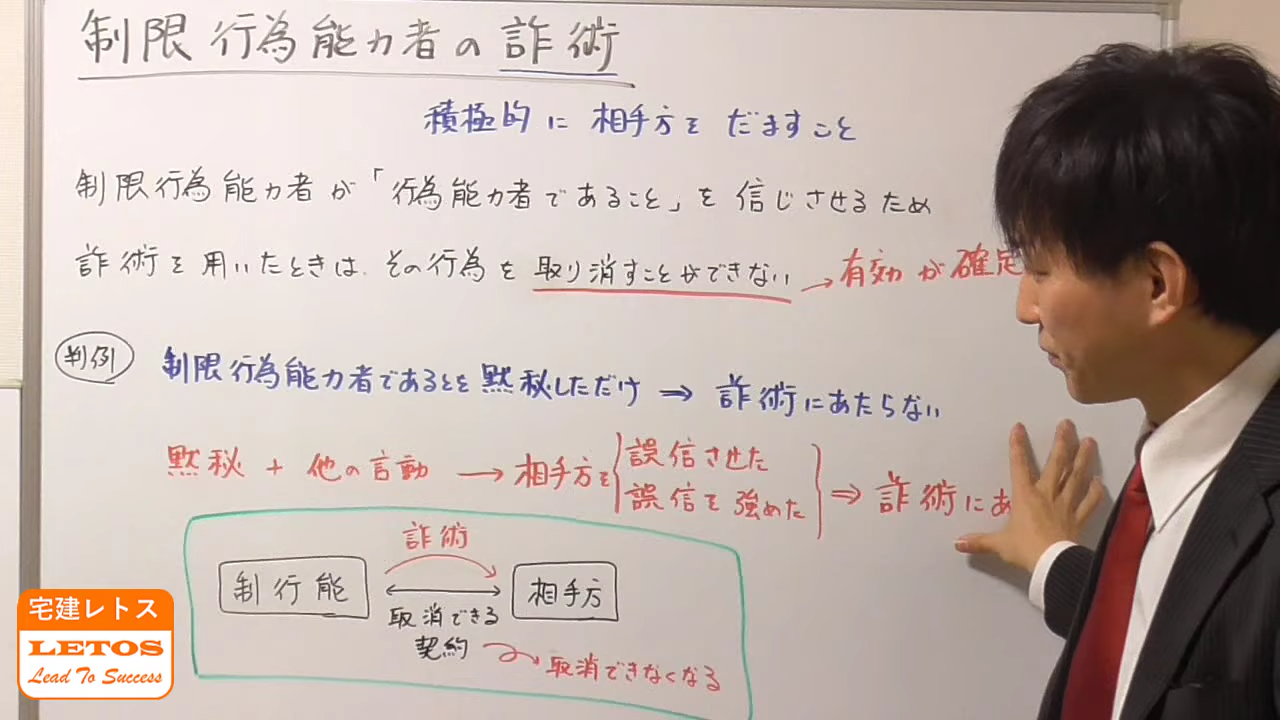 制限行為能力者の詐術
積極的に相手方をだますこと
制限行為能力者が「行為能力者であること」を信じさせるため
詐術を用いたときは、その行為を取り消すことができない→有効が確定
判例 制限行為能力者であることを黙秘しただけ ⇒ 詐術にあたらない
黙秘 + 他の言動 → 相手方を 誤信させた
誤信を強めた ⇒ 詐術にあ
詐術
制行能 相手方
取消できる
契約 取消できなくなる
宅建レトス
LETOS
Lead To Success